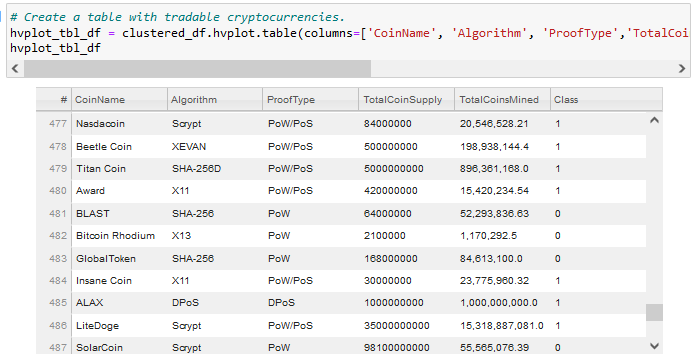 # Create a table with tradable cryptocurrencies.
hvplot_tbl_df = clustered_df.hvplot.table(columns=['CoinName', 'Algorithm', 'ProofType','TotalCoi
hvplot_tbl_df
# CoinName Algorithm ProofType TotalCoinSupply TotalCoinsMined Class
477 Nasdacoin Scrypt PoW/PoS 84000000 20,546,528.21 1
478 Beetle Coin XEVAN PoW/PoS 500000000 198,938,144.4 1
479 Titan Coin SHA-256D PoW/PoS 5000000000 896,361,168.0 1
480 Award X11 PoW/PoS 420000000 15,420,234.54 1
481 BLAST SHA-256 PoW 64000000 52,293,836.63 0
482 Bitcoin Rhodium X13 PoW 2100000 1,170,292.5 0
483 GlobalToken SHA-256 PoW 168000000 84,613,100.0 0
484 Insane Coin X11 PoW/PoS 30000000 23,775,960.32 1
485 ALAX DPoS DPoS 1000000000 1,000,000,000.0 1
486 LiteDoge Scrypt PoW/PoS 35000000000 15,318,887,081.0 1
487 SolarCoin Scrypt PoW 98100000000 55,565,076.39 0